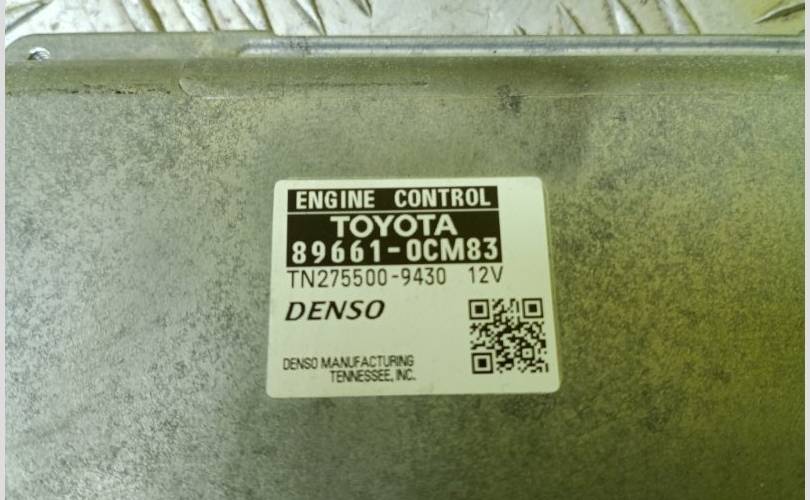 ENGINE CONTROL
TOYOTA
89661-0CM83
TN275500-9430 12V
DENSO
DENSO MANUFACTURING
TENNESSEE, INC.